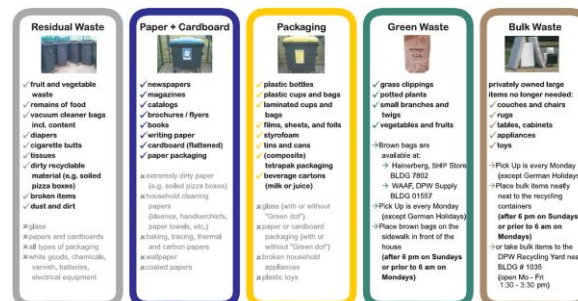 Residual Waste
✓fruit and vegetable
waste
✓remains of food
✓vacuum cleaner bags
incl. content
✓diapers
✓cigarette butts
✓tissues
✓dirty recyclable
material (e.g. soiled
pizza boxes)
✓broken items
✓dust and dirt
×glass
×papers and cardboards
×all types of packaging
×white goods, chemicals,
varnish, batteries,
electrical equipment
Paper + Cardboard
✓newspapers
✓magazines
✓catalogs
✓brochures / flyers
✓books
✓writing paper
✓cardboard (flattened)
✓paper packaging
×extremely dirty paper
(e.g. soiled pizza boxes)
×household cleaning
papers
(kleenex, handkerchiefs,
paper towels, etc.)
×baking, tracing, thermal
and carbon papers
×wallpaper
×coated papers
Packaging
✓plastic bottles
✓plastic cups and bags
✓laminated cups and
bags
✓films, sheets, and foils
✓styrofoam
✓tins and cans
✓(composite)
tetrapak packaging
✓beverage cartons
(milk or juice)
×glass (with or without
"Green dot")
×paper or cardboard
packaging (with or
without "Green dot")
×broken household
appliances
×plastic toys
Green Waste
✓grass clippings
✓potted plants
✓small branches and
twigs
✓vegetables and fruits
→Brown bags are
available at:
→ Hainerberg, SHIP Store
BLDG 7802
→ WAAF, DPW Supply
BLDG 01557
→Pick Up is every Monday
(except German Holidays)
→Place brown bags on the
sidewalk in front of the
house
(after 6 pm on Sundays
or prior to 6 am on
Mondays)
Bulk Waste
privately owned large
items no longer needed:
✓couches and chairs
✓rugs
✓tables, cabinets
✓appliances
✓toys
→Pick Up is every Monday
(except German Holidays)
→Place bulk items neatly
next to the recycling
containers
(after 6 pm on Sundays
or prior to 6 am on
Mondays)
→or take bulk items to the
DPW Recycling Yard near
BLDG # 1035
(open Mo - Fri
1:30 - 3:30 pm)